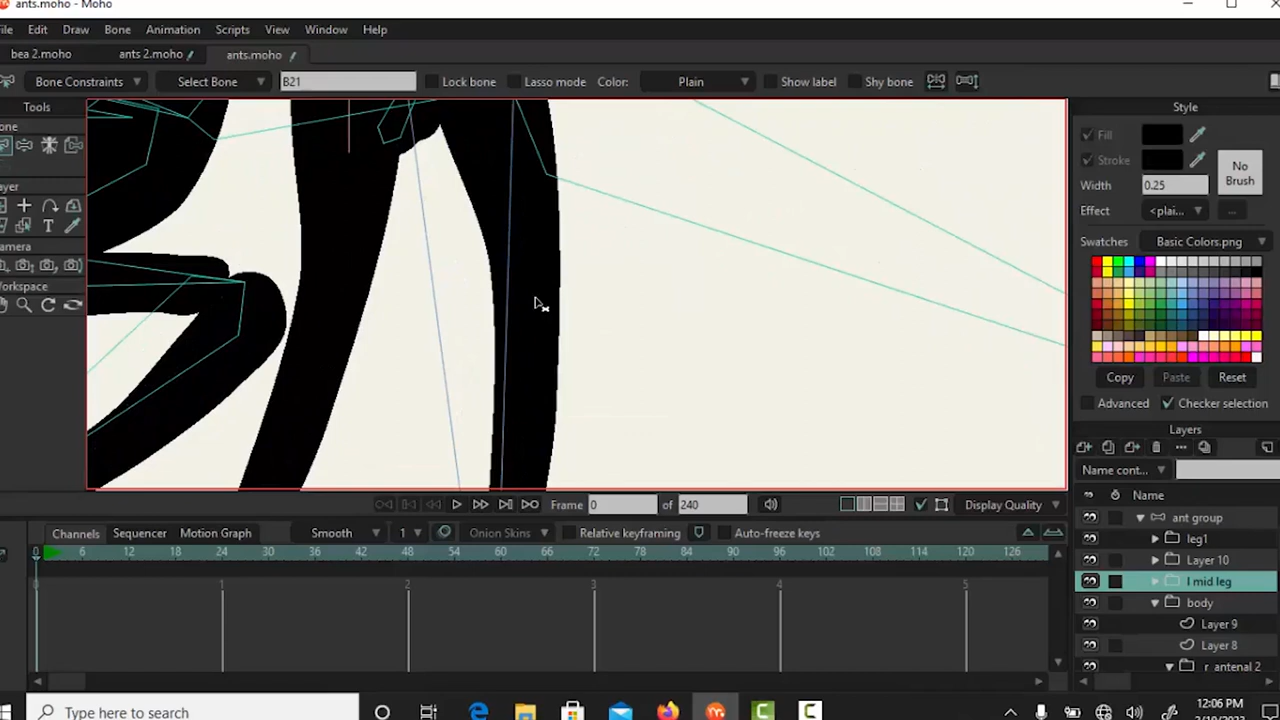 ants.moho - Moho
File Edit Draw Bone Animation Scripts View Window Help
bea 2.moho ants 2.moho ants.moho
Bone Constraints Select Bone B21 Lock bone Lasso mode Color: Plain Show label Shy bone
Tools
one
ayer
T
amera
orkspace
Style
Fill
Stroke
No Brush
Width 0.25
Effect <plai... ...
Swatches Basic Colors.png
Copy Paste Reset
Advanced Checker selection
Layers
Name cont...
Name
ant group
leg1
Layer 10
l mid leg
body
Layer 9
Layer 8
r antenal 2
Frame 0 of 240 Display Quality
Channels Sequencer Motion Graph Smooth 1 Onion Skins Relative keyframing Auto-freeze keys
0 6 12 18 24 30 36 42 48 54 60 66 72 78 84 90 96 102 108 114 120 126
0 1 2 3 4 5
Type here to search
12:06 PM